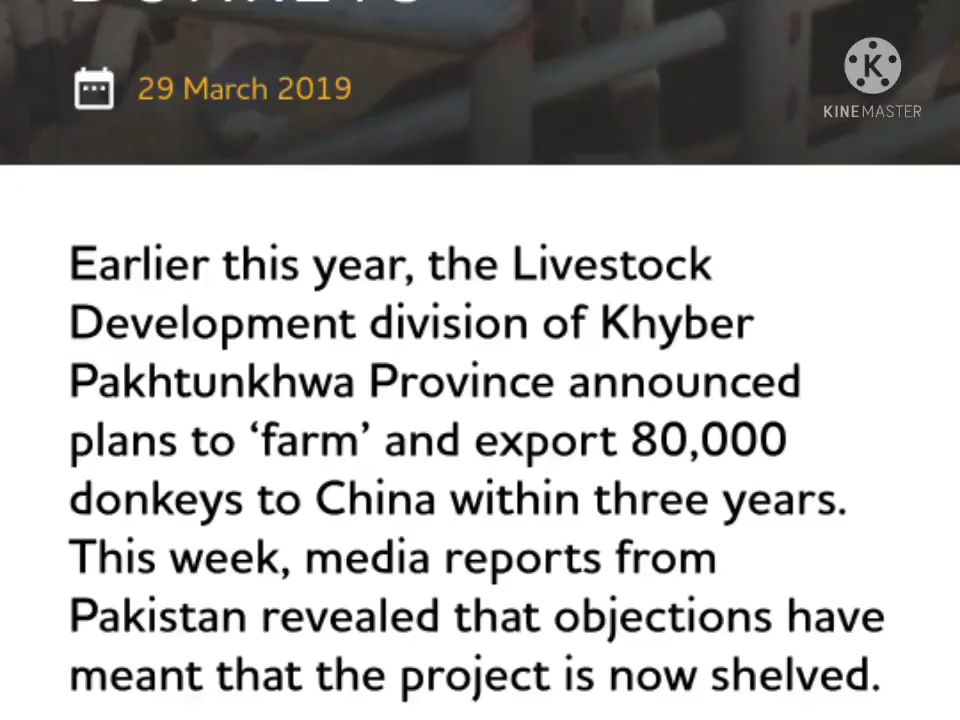 29 March 2019
K
KINEMASTER
Earlier this year, the Livestock
Development division of Khyber
Pakhtunkhwa Province announced
plans to ‘farm’ and export 80,000
donkeys to China within three years.
This week, media reports from
Pakistan revealed that objections have
meant that the project is now shelved.